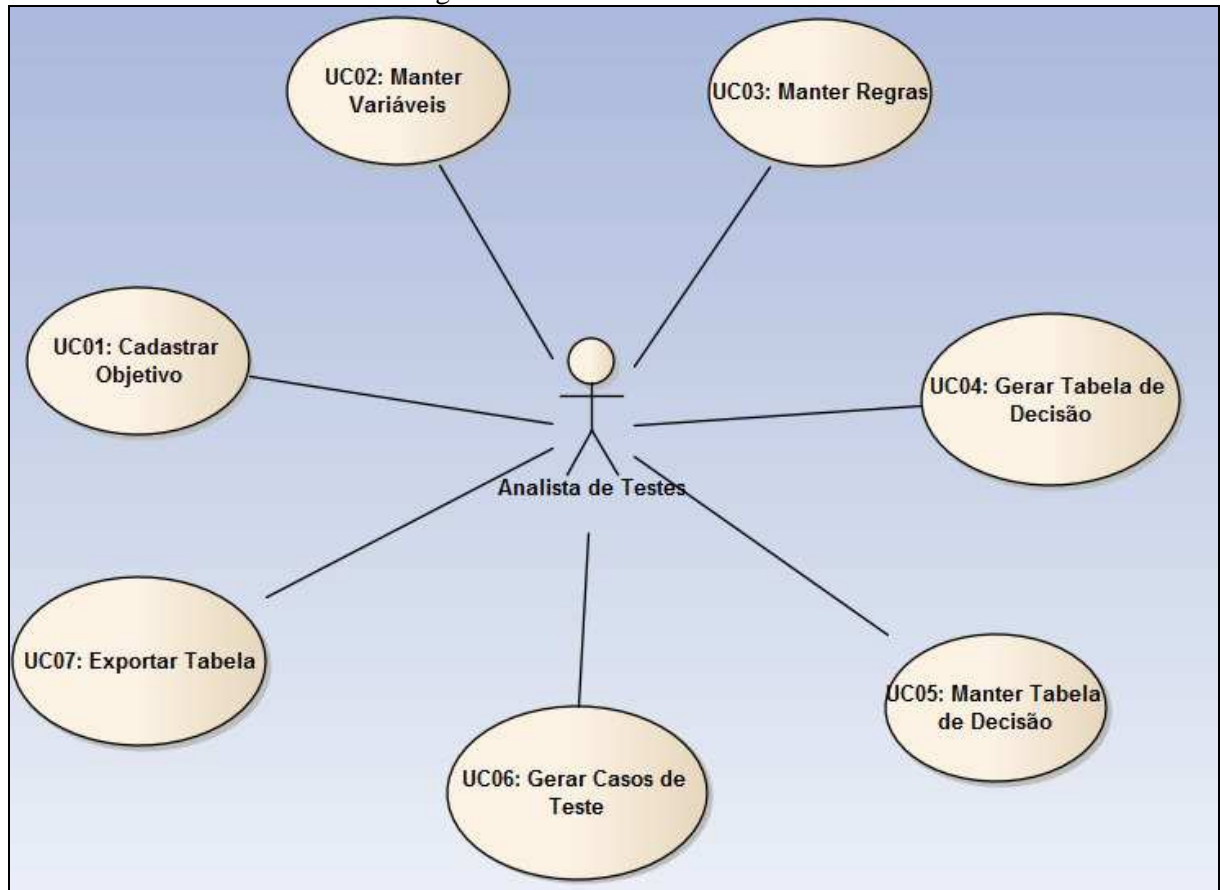 UC02: Manter
Variáveis
UC03: Manter Regras
UC01: Cadastrar
Objetivo
UC04: Gerar Tabela de
Decisão
Analista de Testes
UC07: Exportar Tabela
UC05: Manter Tabela
de Decisão
UC06: Gerar Casos de
Teste